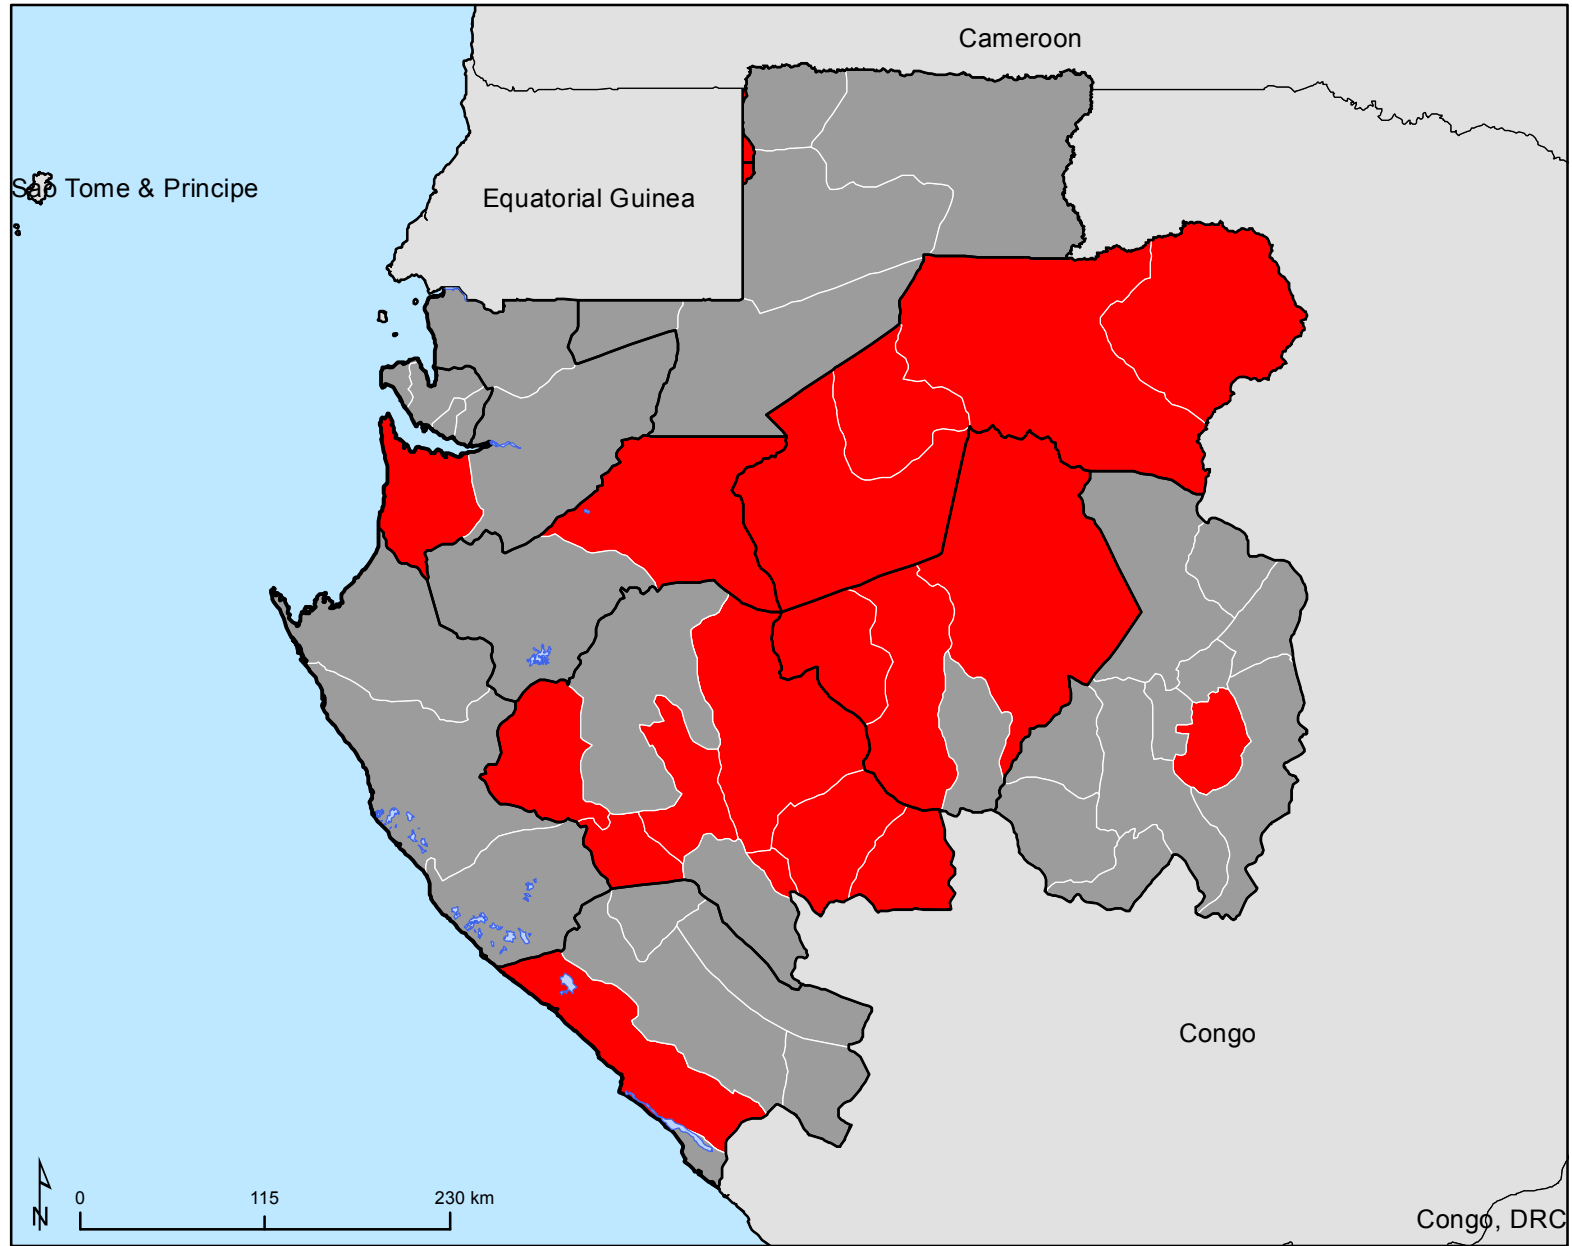 Cameroon
Sao Tome & Principe
Equatorial Guinea
Congo
N
0 115 230 km
Congo, DRC